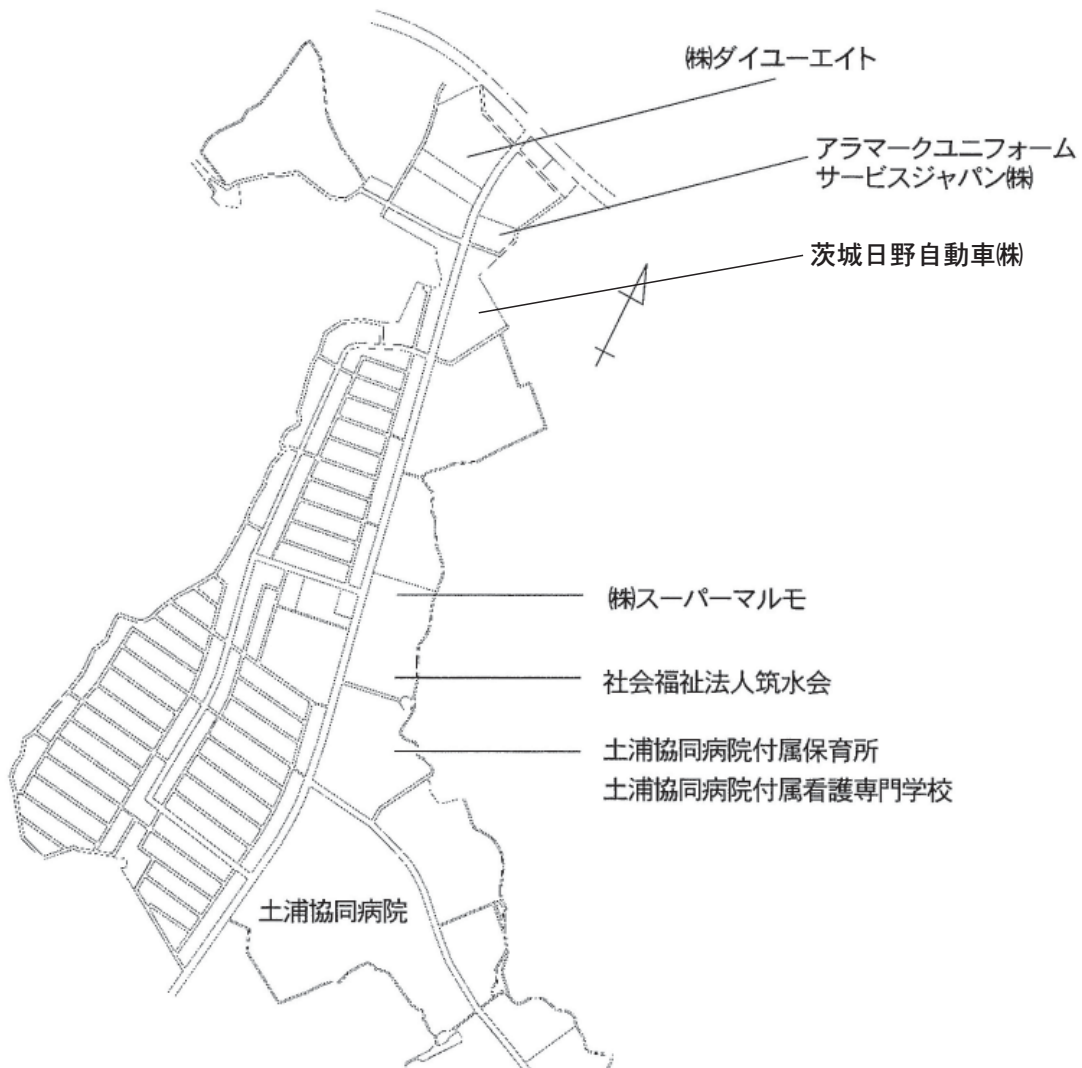 ㈱ダイユーエイト
アラマークユニフォーム
サービスジャパン㈱
茨城日野自動車㈱
㈱スーパーマルモ
社会福祉法人筑水会
土浦協同病院付属保育所
土浦協同病院付属看護専門学校
土浦協同病院